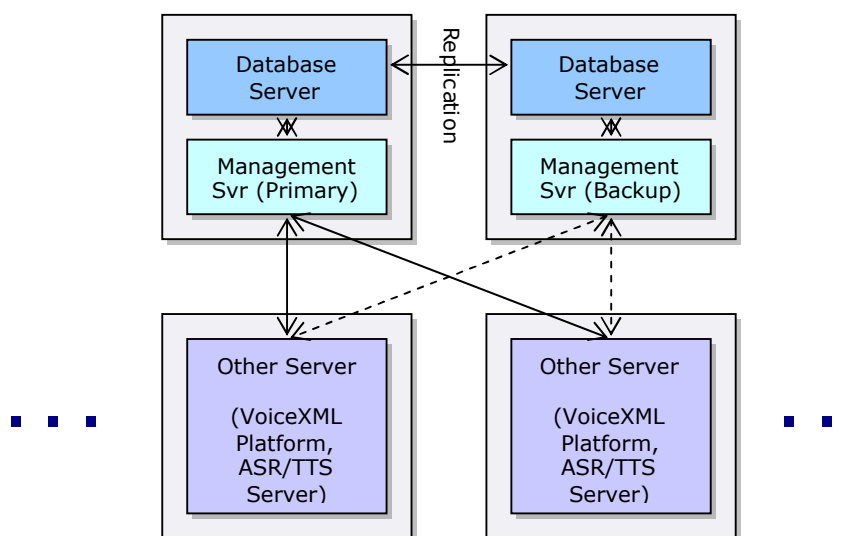 Database
Server
Replication
Database
Server
Management
Svr (Primary)
Management
Svr (Backup)
Other Server
(VoiceXML
Platform,
ASR/TTS
Server)
Other Server
(VoiceXML
Platform,
ASR/TTS
Server)